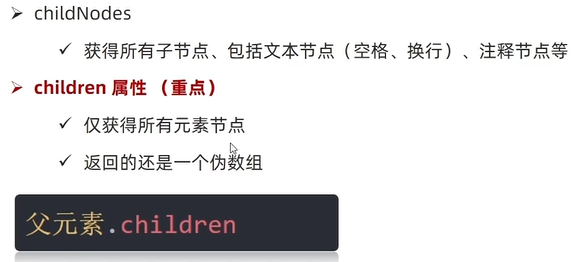 childNodes
获得所有子节点、包括文本节点（空格、换行）、注释节点等
children 属性 （重点）
仅获得所有元素节点
返回的还是一个伪数组
父元素.children